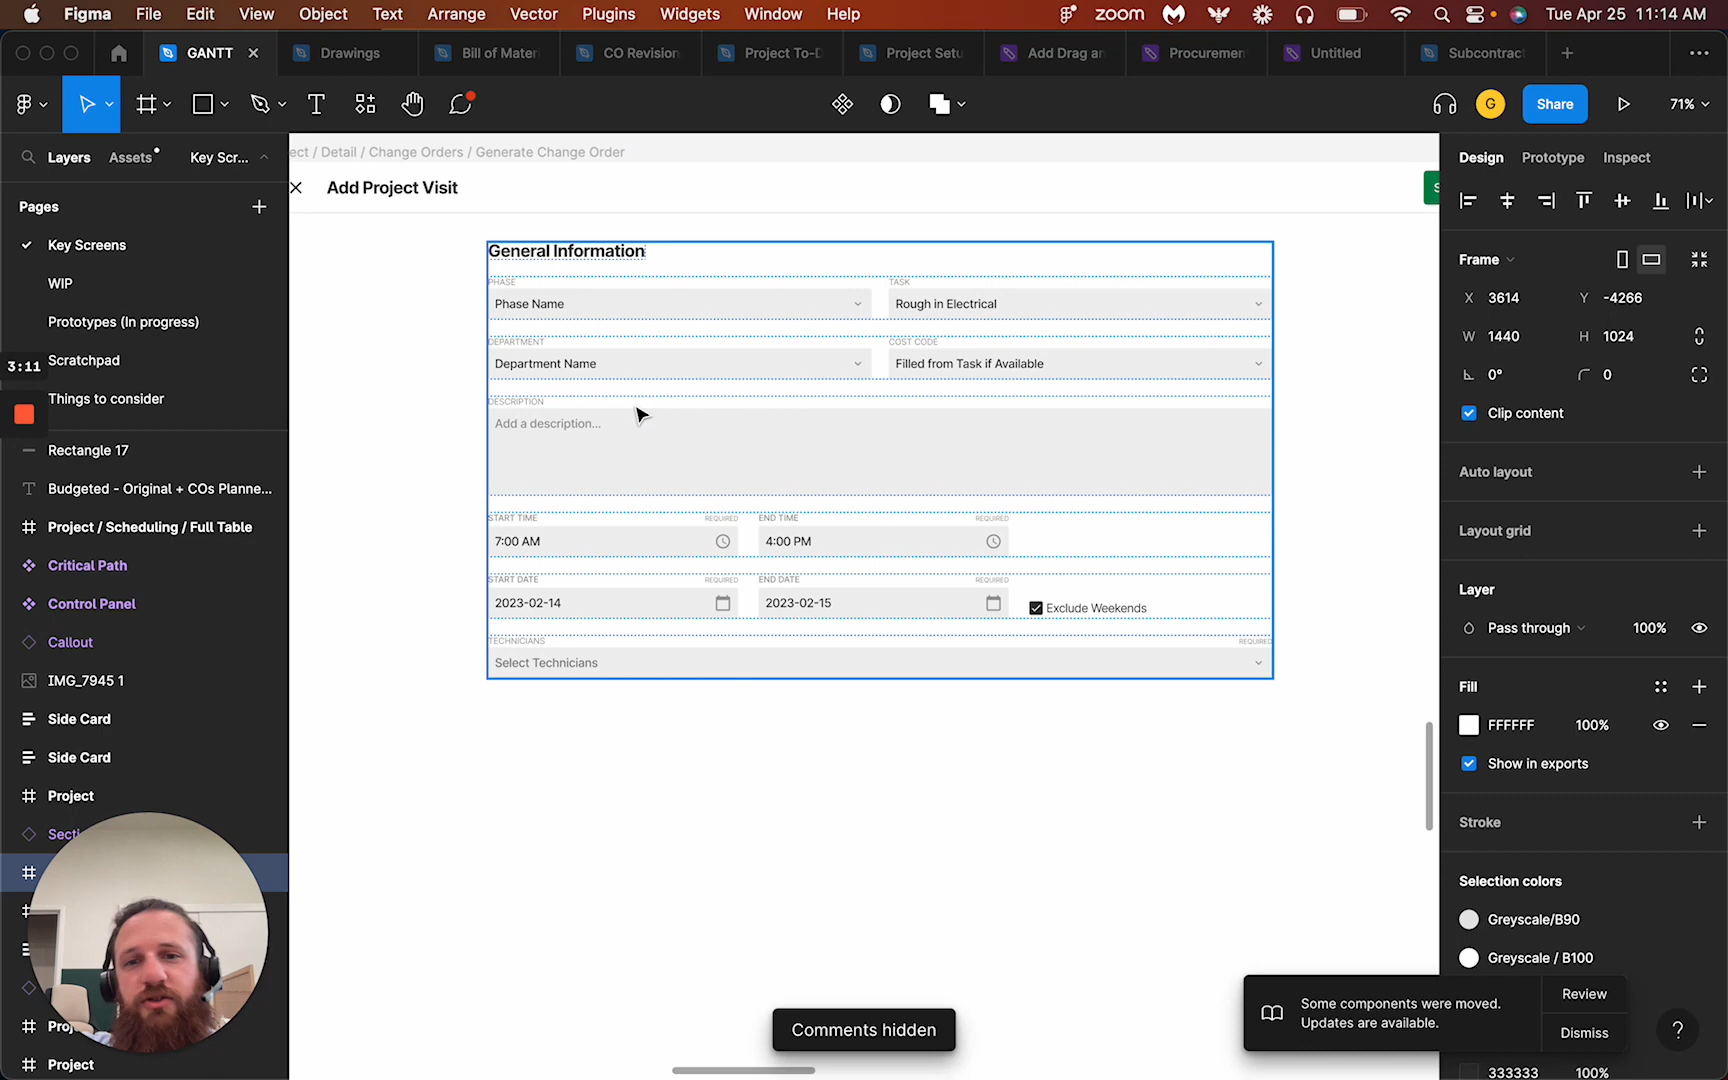 Figma File Edit View Object Text Arrange Vector Plugins Widgets Window Help zoom Tue Apr 25 11:14 AM
GANTT Drawings Bill of Materi CO Revision Project To-D Project Setu Add Drag an Procuremen Untitled Subcontract
G Share 71%
Layers Assets Key Scr...
Pages
Key Screens
WIP
Prototypes (In progress)
3:11
Scratchpad
Things to consider
Rectangle 17
Budgeted - Original + COs Planne...
Project / Scheduling / Full Table
Critical Path
Control Panel
Callout
IMG_7945 1
Side Card
Side Card
Project
Secti
Proj
Project
ect / Detail / Change Orders / Generate Change Order
Add Project Visit
S
General Information
PHASE
Phase Name
TASK
Rough in Electrical
DEPARTMENT
Department Name
COST CODE
Filled from Task if Available
DESCRIPTION
Add a description...
START TIME REQUIRED
7:00 AM
END TIME REQUIRED
4:00 PM
START DATE REQUIRED
2023-02-14
END DATE REQUIRED
2023-02-15
Exclude Weekends
TECHNICIANS REQUIRED
Select Technicians
Comments hidden
Some components were moved.
Updates are available.
Review
Dismiss
?
Design Prototype Inspect
Frame
X 3614 Y -4266
W 1440 H 1024
0° 0
Clip content
Auto layout
Layout grid
Layer
Pass through 100%
Fill
FFFFFF 100%
Show in exports
Stroke
Selection colors
Greyscale/B90
Greyscale / B100
333333 100%